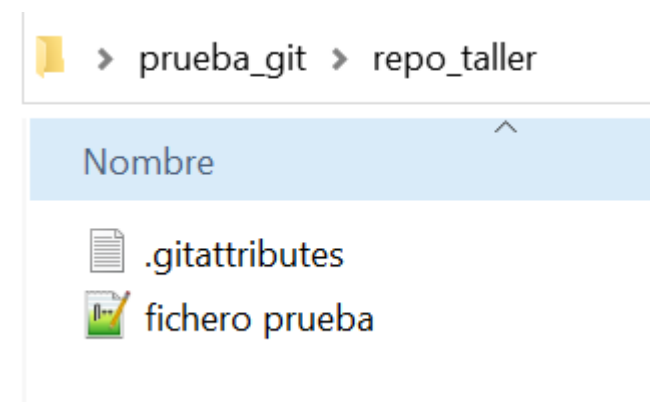 prueba_git > repo_taller
Nombre
.gitattributes
fichero prueba